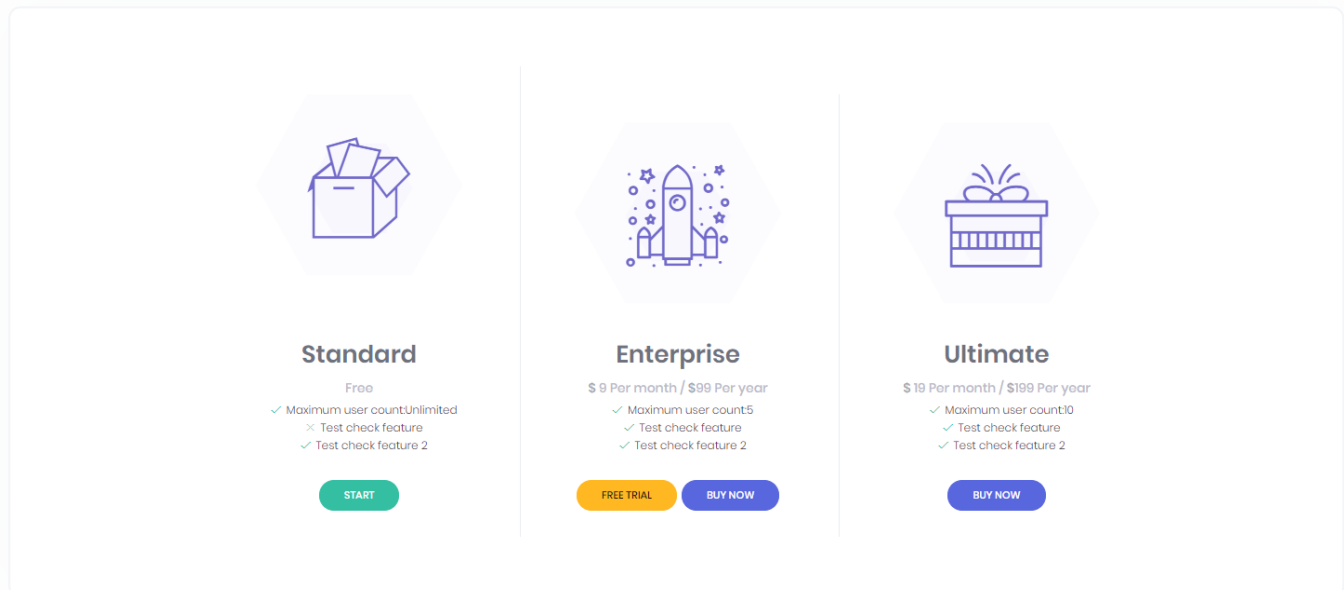 Standard
Free
Maximum user count:Unlimited
Test check feature
Test check feature 2
START
Enterprise
$ 9 Per month / $99 Per year
Maximum user count:5
Test check feature
Test check feature 2
FREE TRIAL
BUY NOW
Ultimate
$ 19 Per month / $199 Per year
Maximum user count:10
Test check feature
Test check feature 2
BUY NOW